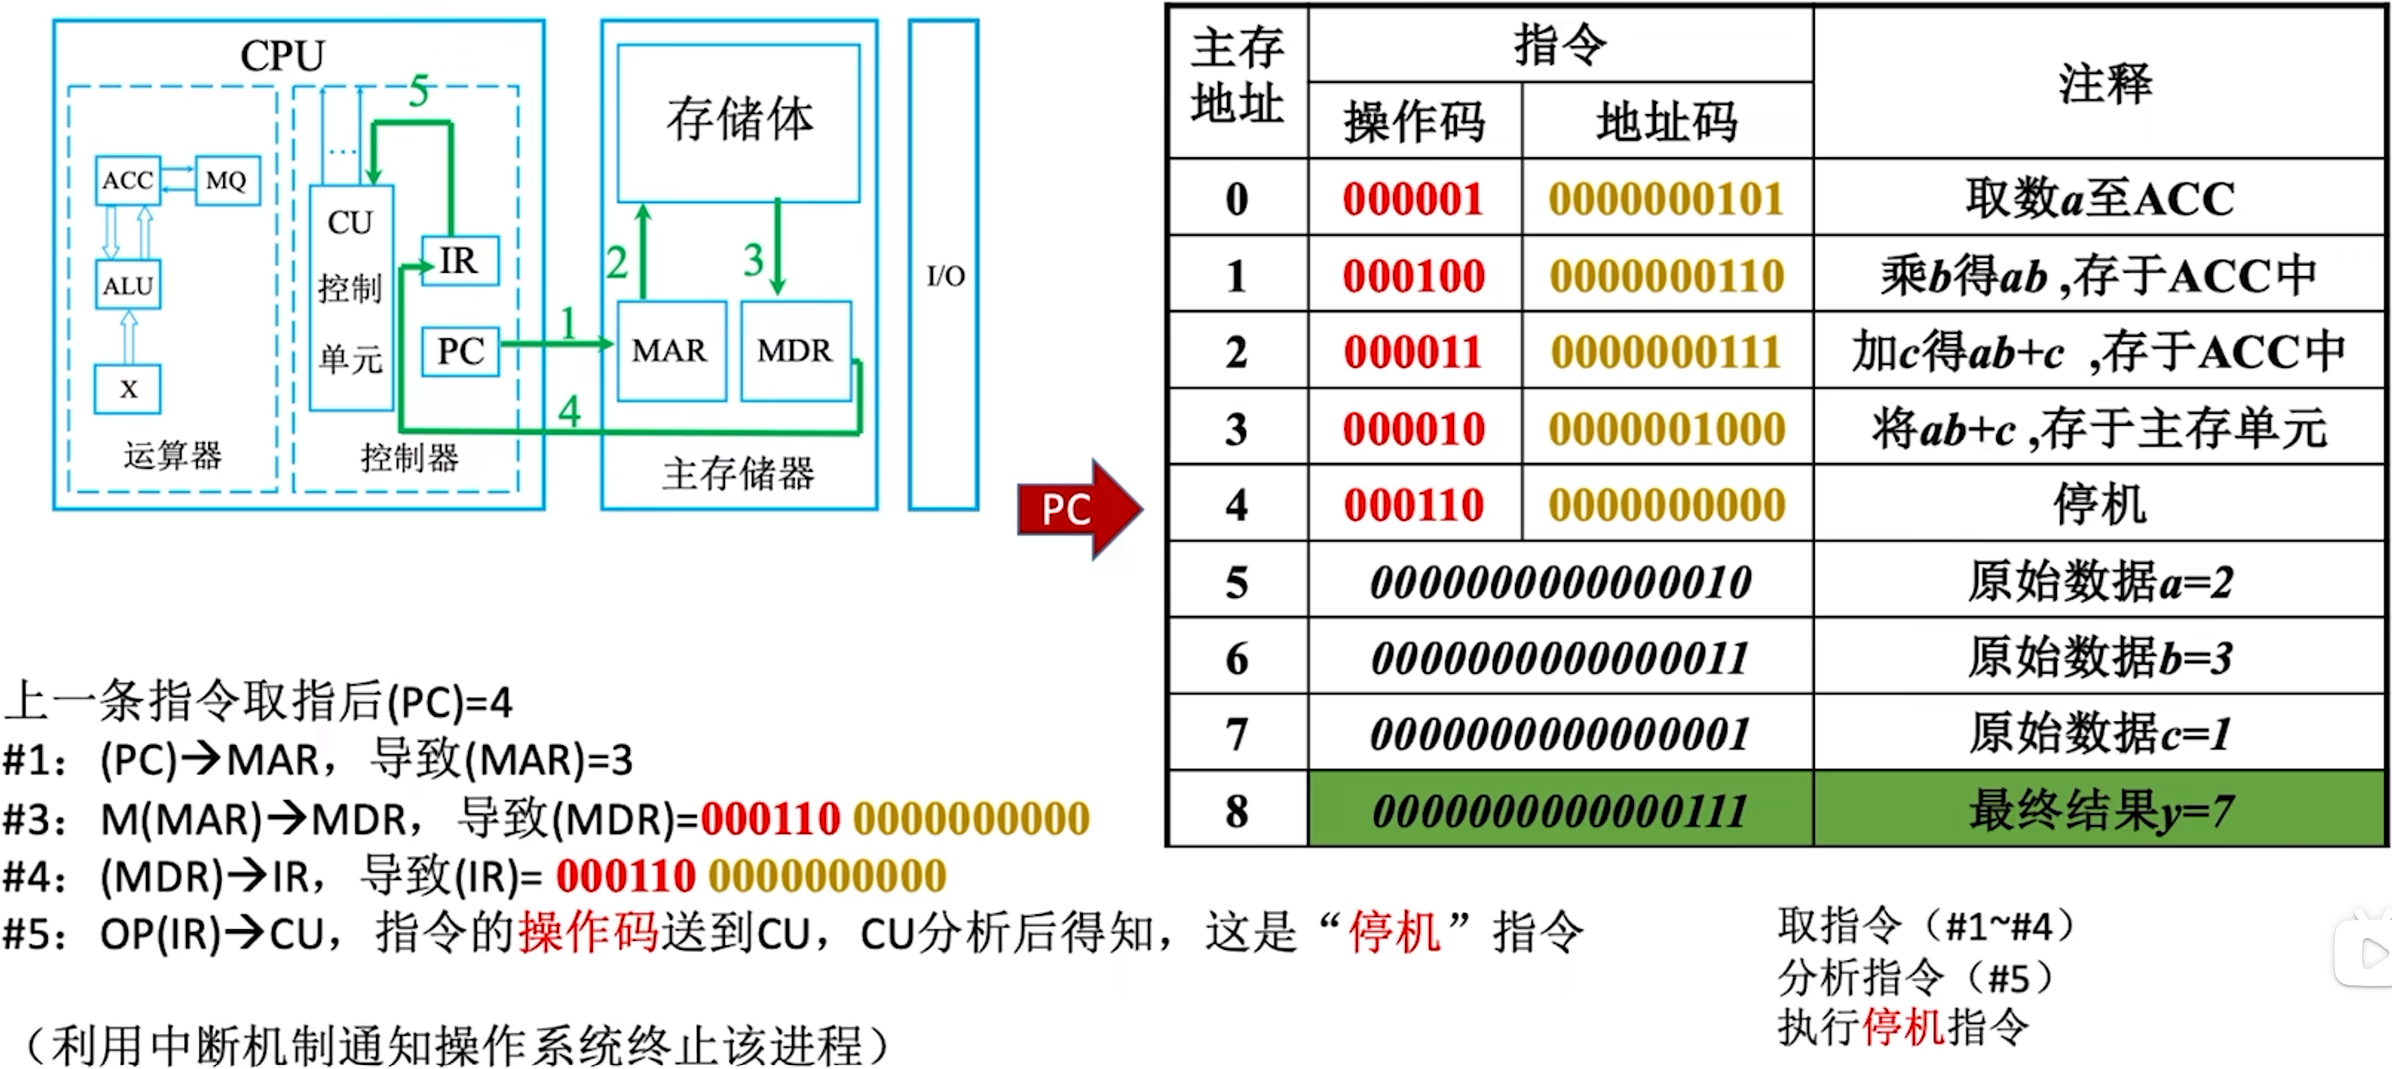 CPU
5
ACC
MQ
ALU
X
运算器
...
CU
控制
单元
IR
PC
控制器
1
4
存储体
2
3
MAR
MDR
主存储器
I/O
PC
主存地址 指令 注释
操作码 地址码
0 000001 0000000101 取数a至ACC
1 000100 0000000110 乘b得ab ,存于ACC中
2 000011 0000000111 加c得ab+c ,存于ACC中
3 000010 0000001000 将ab+c ,存于主存单元
4 000110 0000000000 停机
5 0000000000000010 原始数据a=2
6 0000000000000011 原始数据b=3
7 0000000000000001 原始数据c=1
8 0000000000000111 最终结果y=7
上一条指令取指后(PC)=4
#1：(PC)→MAR，导致(MAR)=3
#3：M(MAR)→MDR，导致(MDR)=000110 0000000000
#4：(MDR)→IR，导致(IR)= 000110 0000000000
#5：OP(IR)→CU，指令的操作码送到CU，CU分析后得知，这是“停机”指令
（利用中断机制通知操作系统终止该进程）
取指令（#1~#4）
分析指令（#5）
执行停机指令